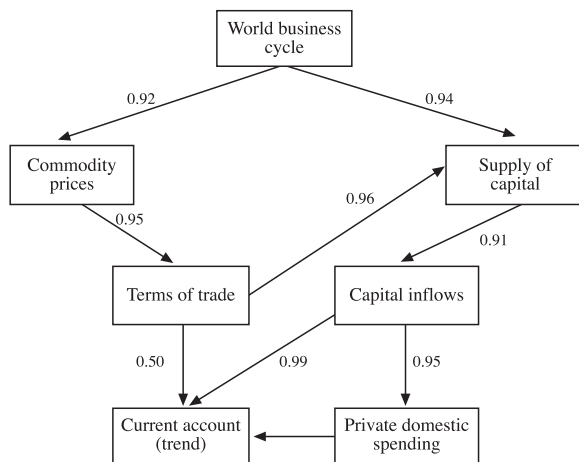 World business
cycle
0.92
0.94
Commodity
prices
Supply of
capital
0.95
0.96
0.91
Terms of trade
Capital inflows
0.50
0.99
0.95
Current account
(trend)
Private domestic
spending